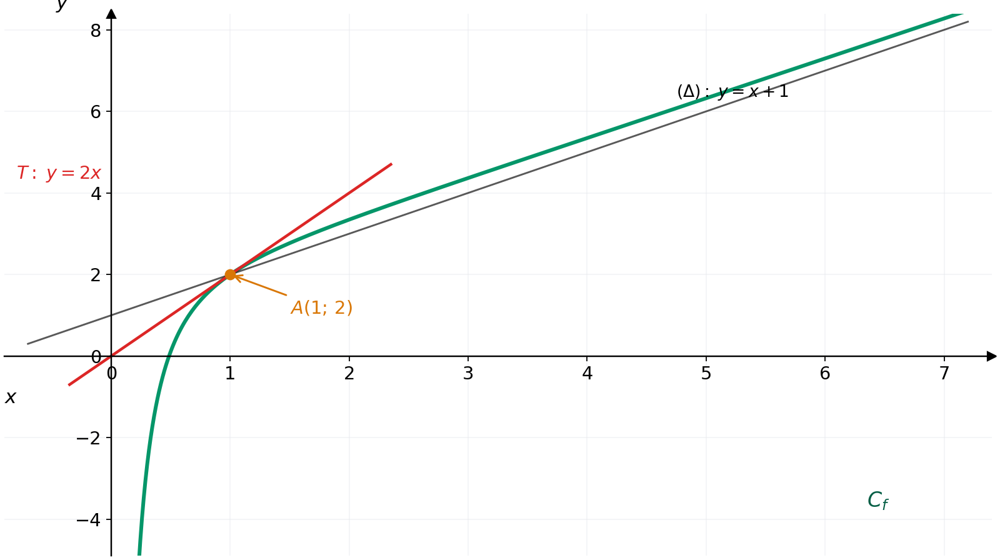 y
8
(Δ) : y = x + 1
6
T : y = 2x
4
2
A(1; 2)
0
0 1 2 3 4 5 6 7
x
−2
C_f
−4